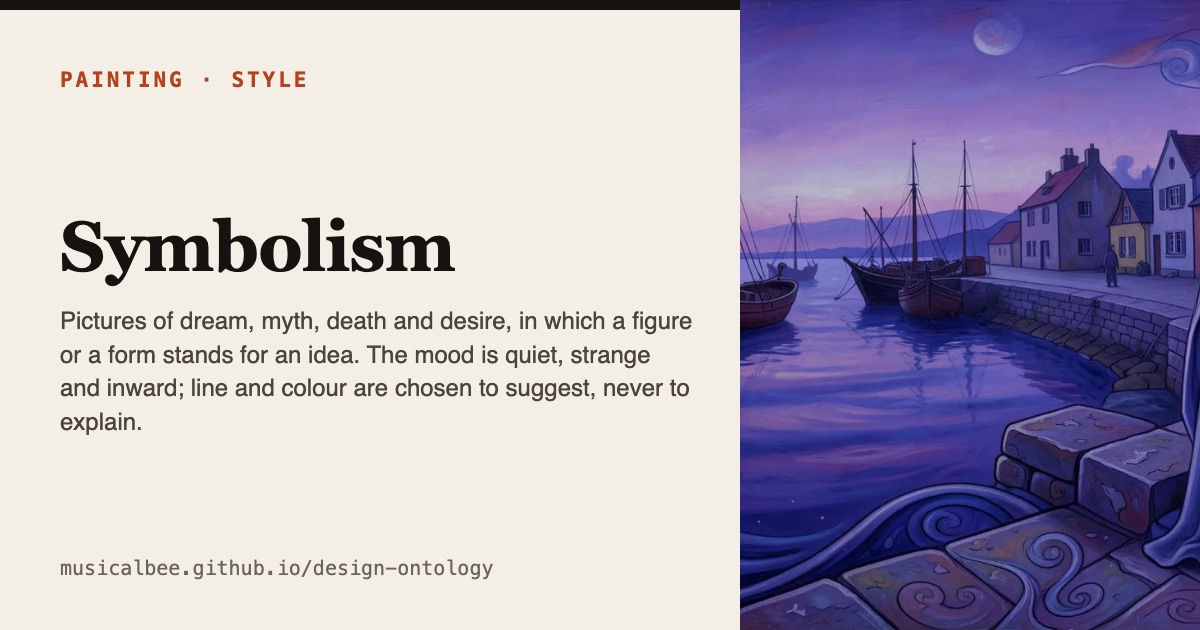 PAINTING · STYLE
Symbolism
Pictures of dream, myth, death and desire, in which a figure
or a form stands for an idea. The mood is quiet, strange
and inward; line and colour are chosen to suggest, never to
explain.
musicalbee.github.io/design-ontology